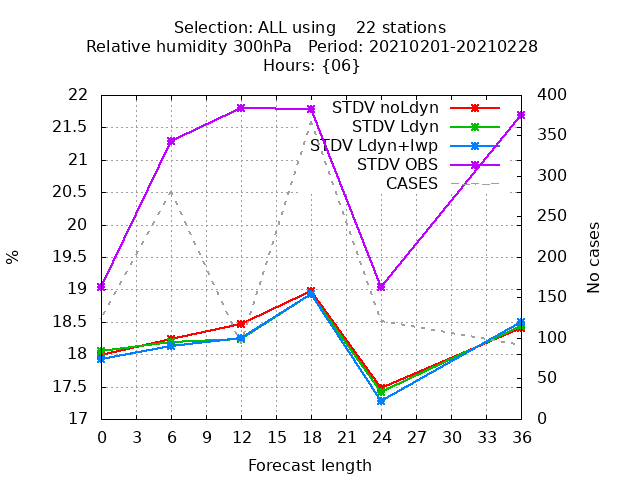 Selection: ALL using    22 stations
Relative humidity 300hPa   Period: 20210201-20210228
Hours: {06}
22
21.5
21
20.5
20
19.5
19
18.5
18
17.5
17
%
400
350
300
250
200
150
100
50
0
No cases
STDV noLdyn
STDV Ldyn
STDV Ldyn+lwp
STDV OBS
CASES
0 3 6 9 12 15 18 21 24 27 30 33 36
Forecast length